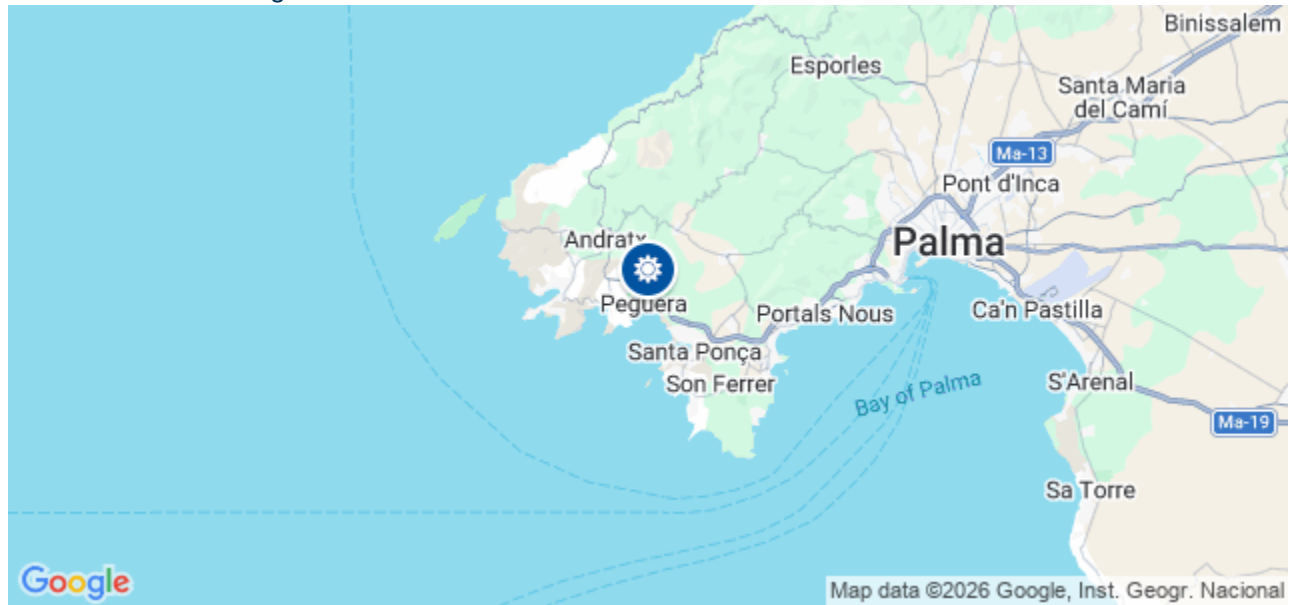 Binissalem
Esporles
Santa Maria
del Camí
Ma-13
Pont d'Inca
Andratx
Palma
Peguera
Portals Nous
Ca'n Pastilla
Santa Ponça
Son Ferrer
S'Arenal
Bay of Palma
Ma-19
Sa Torre
Google
Map data ©2026 Google, Inst. Geogr. Nacional